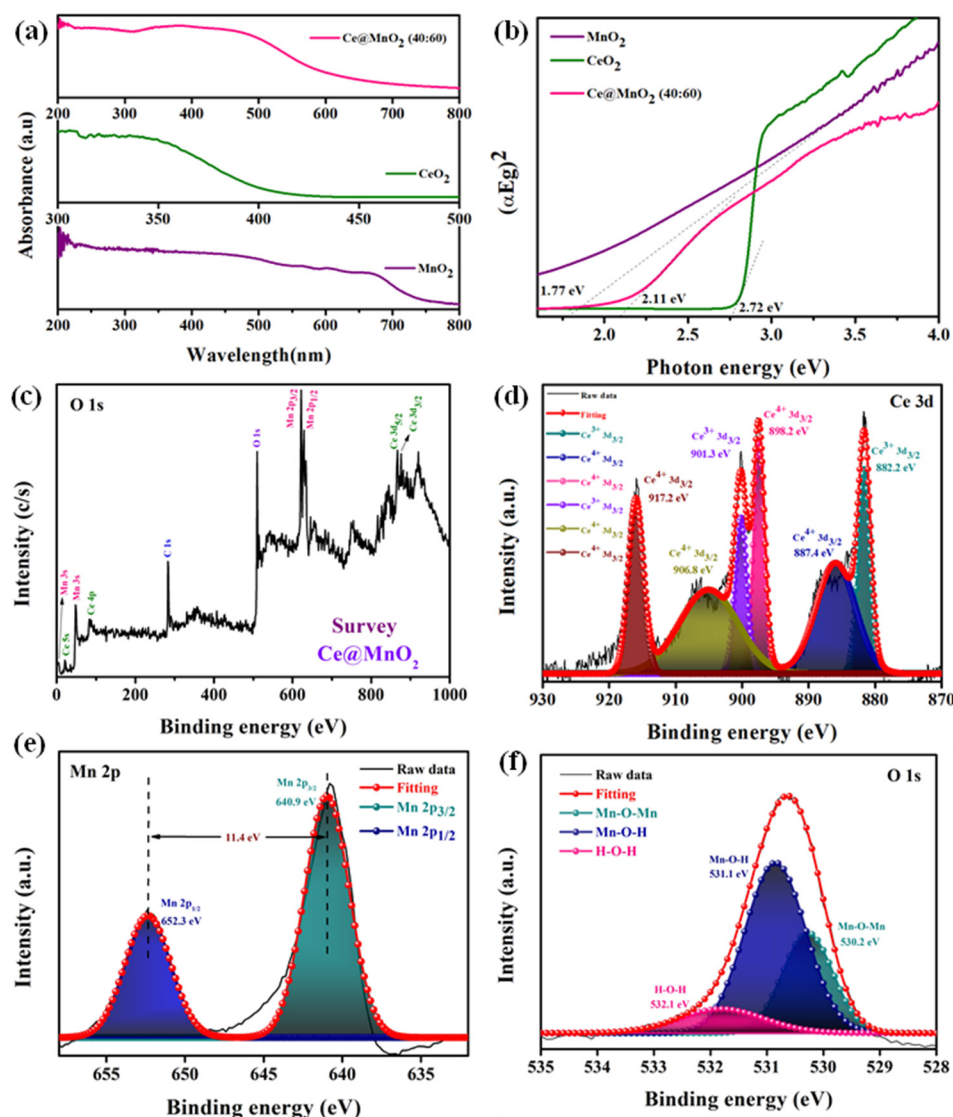 (a)
Ce@MnO₂ (40:60)
200 300 400 500 600 700 800
CeO₂
300 350 400 450 500
MnO₂
200 300 400 500 600 700 800
Absorbance (a.u)
Wavelength(nm)
(b)
MnO₂
CeO₂
Ce@MnO₂ (40:60)
(αEg)²
1.77 eV
2.11 eV
2.72 eV
2.0 2.5 3.0 3.5 4.0
Photon energy (eV)
(c)
O 1s
Mn 3s
Ce 5s
Mn 3s
Ce 4p
C 1s
O 1s
Mn 2p₃/₂
Mn 2p₁/₂
Ce 3d₅/₂
Ce 3d₃/₂
Survey
Ce@MnO₂
Intensity (c/s)
0 200 400 600 800 1000
Binding energy (eV)
(d)
Ce 3d
Raw data
Fitting
Ce³⁺ 3d₃/₂
Ce⁴⁺ 3d₃/₂
Ce⁴⁺ 3d₃/₂
Ce³⁺ 3d₃/₂
Ce⁴⁺ 3d₃/₂
Ce⁴⁺ 3d₃/₂
Ce⁴⁺ 3d₃/₂
917.2 eV
Ce⁴⁺ 3d₃/₂
906.8 eV
Ce³⁺ 3d₃/₂
901.3 eV
Ce⁴⁺ 3d₃/₂
898.2 eV
Ce⁴⁺ 3d₃/₂
887.4 eV
Ce³⁺ 3d₃/₂
882.2 eV
Intensity (a.u.)
930 920 910 900 890 880 870
Binding energy (eV)
(e)
Mn 2p
Mn 2p₃/₂
640.9 eV
Raw data
Fitting
Mn 2p₃/₂
Mn 2p₁/₂
11.4 eV
Mn 2p₁/₂
652.3 eV
Intensity (a.u.)
655 650 645 640 635
Binding energy (eV)
(f)
O 1s
Raw data
Fitting
Mn-O-Mn
Mn-O-H
H-O-H
Mn-O-H
531.1 eV
Mn-O-Mn
530.2 eV
H-O-H
532.1 eV
Intensity (a.u.)
535 534 533 532 531 530 529 528
Binding energy (eV)